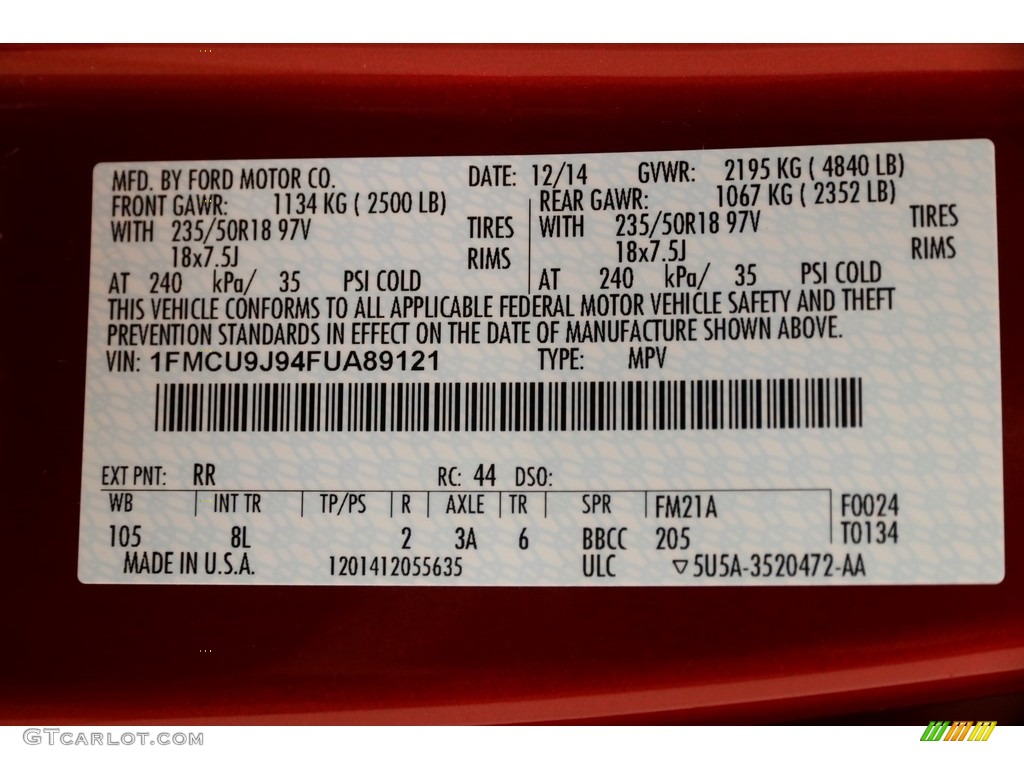 MFD. BY FORD MOTOR CO. DATE: 12/14 GVWR: 2195 KG ( 4840 LB)
FRONT GAWR: 1134 KG ( 2500 LB) REAR GAWR: 1067 KG ( 2352 LB)
WITH 235/50R18 97V TIRES WITH 235/50R18 97V TIRES
18x7.5J RIMS 18x7.5J RIMS
AT 240 kPa/ 35 PSI COLD AT 240 kPa/ 35 PSI COLD
THIS VEHICLE CONFORMS TO ALL APPLICABLE FEDERAL MOTOR VEHICLE SAFETY AND THEFT
PREVENTION STANDARDS IN EFFECT ON THE DATE OF MANUFACTURE SHOWN ABOVE.
VIN: 1FMCU9J94FUA89121 TYPE: MPV
EXT PNT: RR RC: 44 DSO:
WB INT TR TP/PS R AXLE TR SPR FM21A F0024
105 8L 2 3A 6 BBCC 205 T0134
MADE IN U.S.A. 1201412055635 ULC ▽5U5A-3520472-AA
GTCARLOT.COM